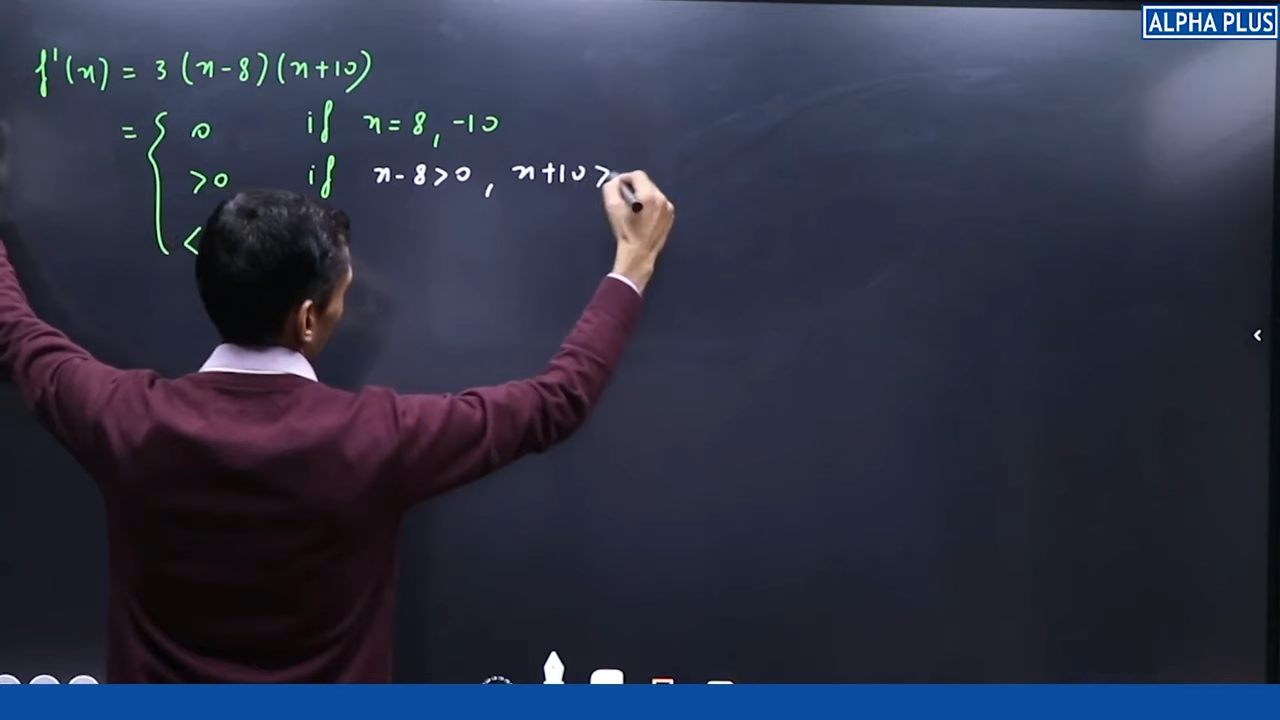 ALPHA PLUS
f'(x) = 3 (x-8) (x+10)
= { 0 if x = 8, -10
>0 if x-8>0, x+10 >
<